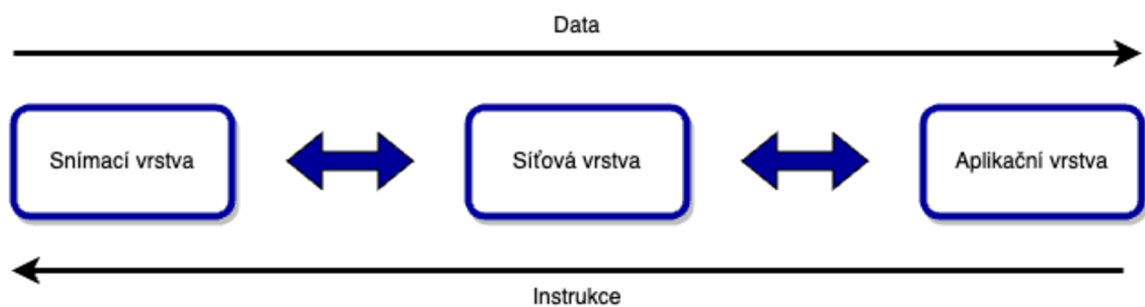 Data
Snímací vrstva
Síťová vrstva
Aplikační vrstva
Instrukce